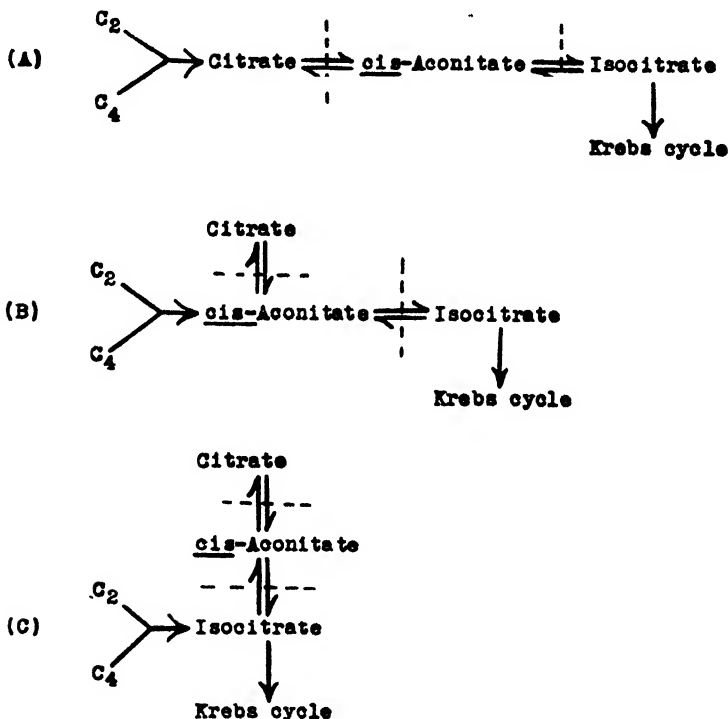 C2
(A) Citrate cis-Aconitate Isocitrate
C4
Krebs cycle
Citrate
C2
(B) cis-Aconitate Isocitrate
C4
Krebs cycle
Citrate
cis-Aconitate
C2
(C) Isocitrate
C4
Krebs cycle